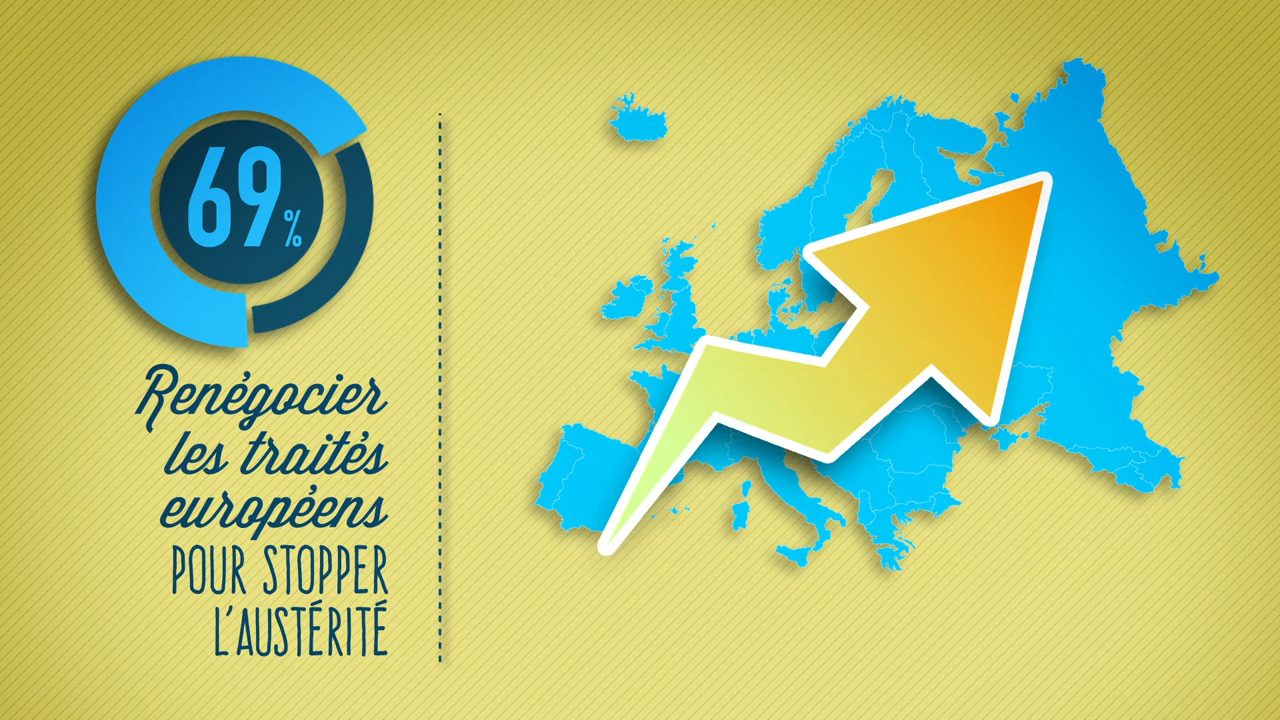 69%
Renégocier
les traités
européens
POUR STOPPER
L'AUSTÉRITÉ